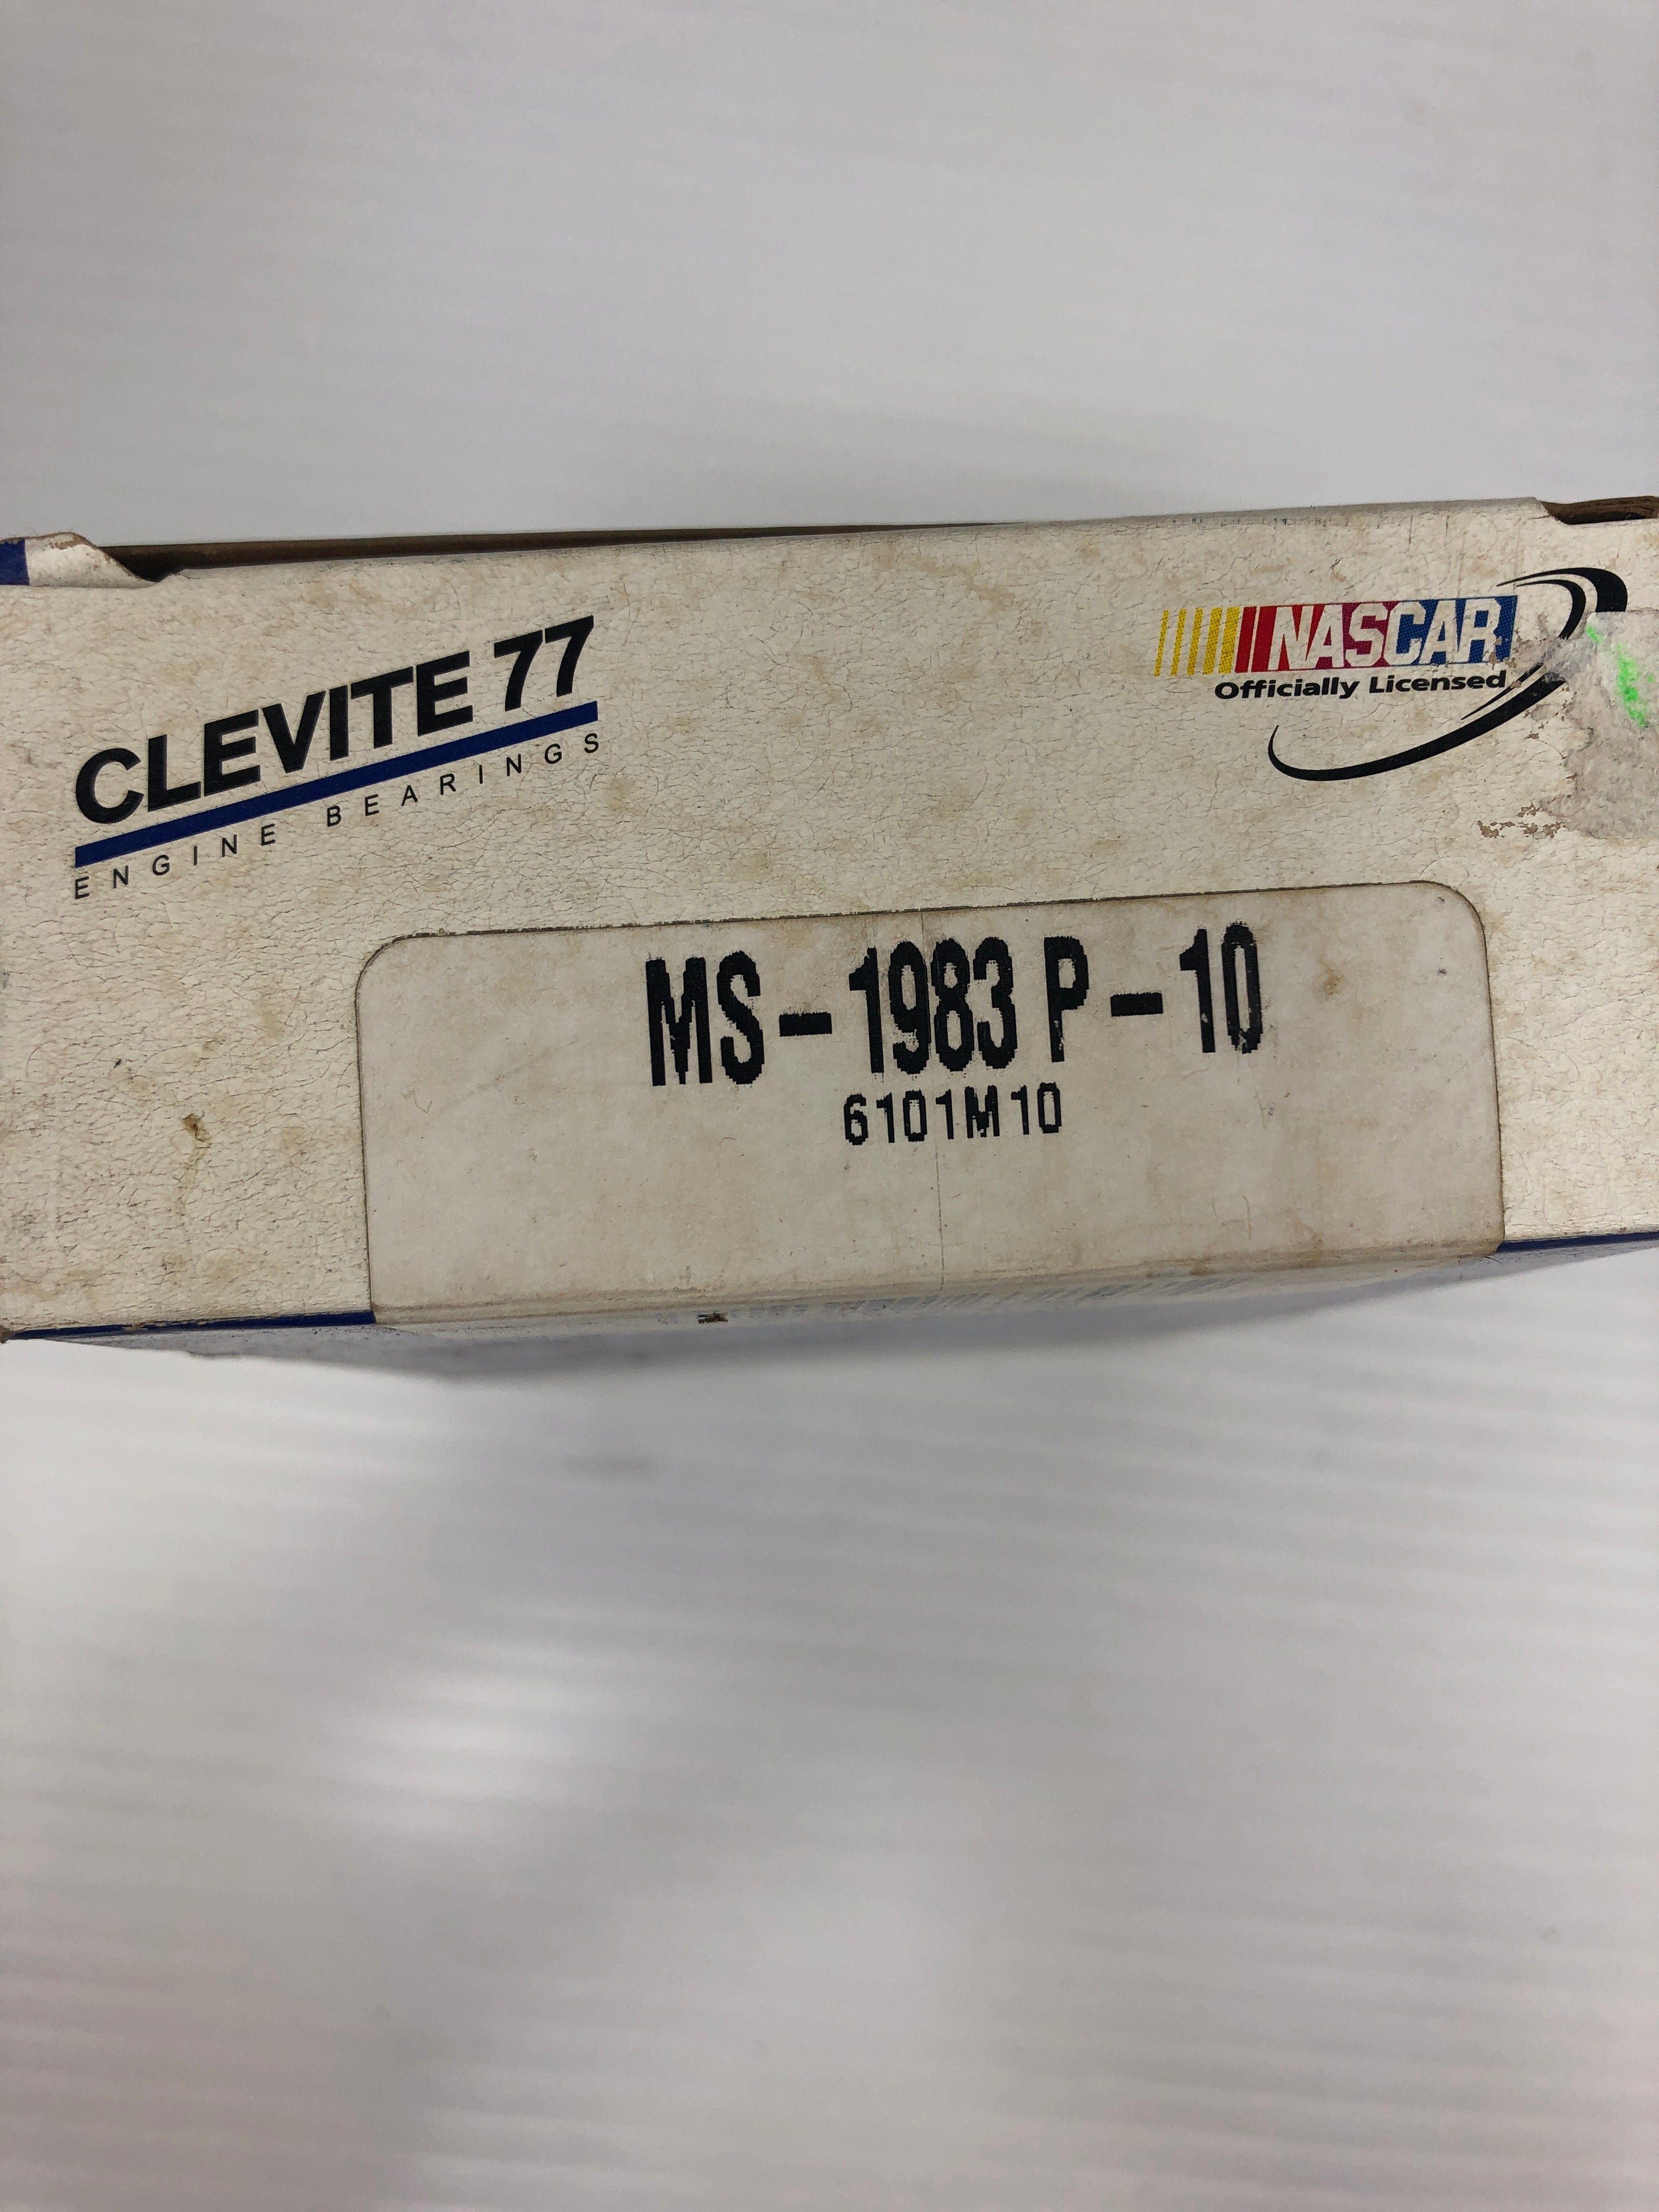 CLEVITE 77
ENGINE BEARINGS
NASCAR
Officially Licensed
MS-1983 P-10
6101M10